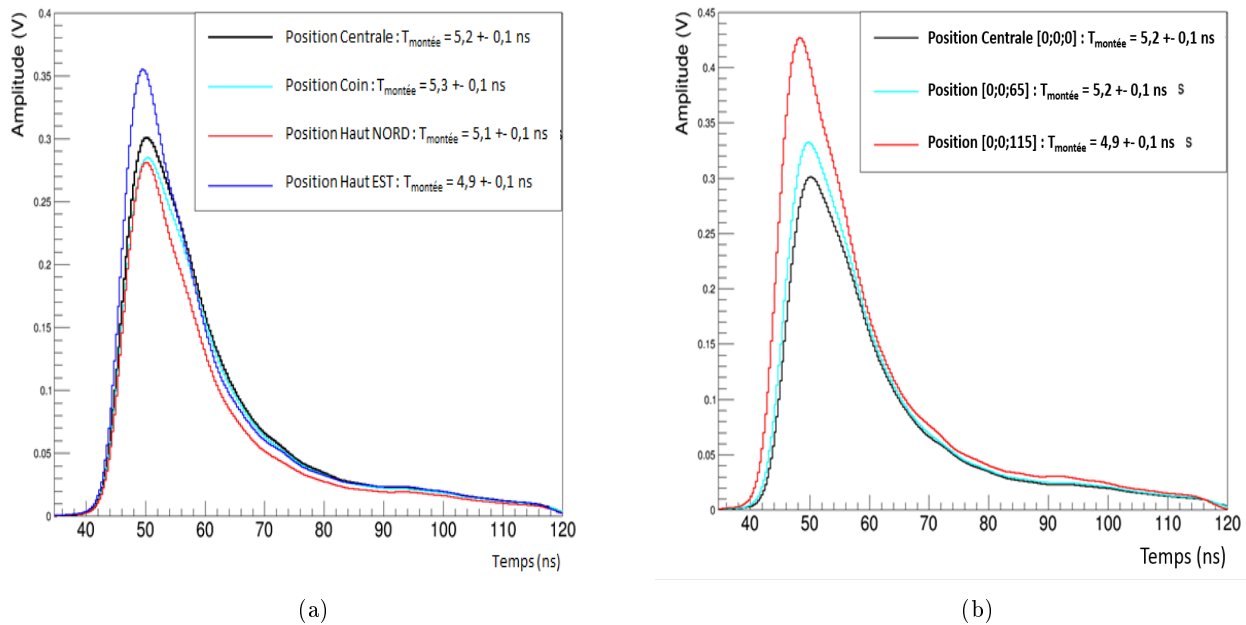 Amplitude (V)
0.4
0.35
0.3
0.25
0.2
0.15
0.1
0.05
0
40 50 60 70 80 90 100 110 120
Temps (ns)
Position Centrale : Tmontée = 5,2 +- 0,1 ns
Position Coin : Tmontée = 5,3 +- 0,1 ns
Position Haut NORD : Tmontée = 5,1 +- 0,1 ns s
Position Haut EST : Tmontée = 4,9 +- 0,1 ns
(a)
Amplitude (V)
0.45
0.4
0.35
0.3
0.25
0.2
0.15
0.1
0.05
0
40 50 60 70 80 90 100 110 120
Temps (ns)
Position Centrale [0;0;0] : Tmontée = 5,2 +- 0,1 ns
Position [0;0;65] : Tmontée = 5,2 +- 0,1 ns s
Position [0;0;115] : Tmontée = 4,9 +- 0,1 ns s
(b)